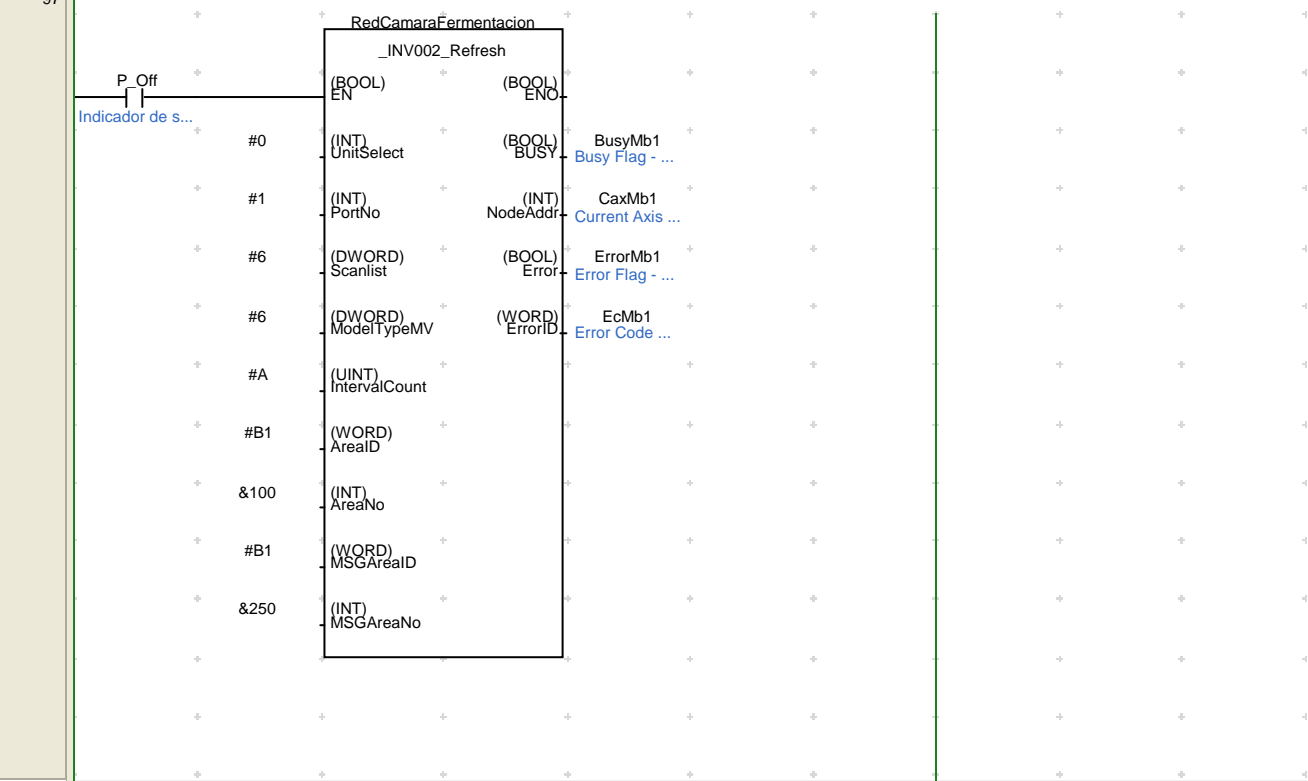 RedCamaraFermentacion
_INV002_Refresh
P_Off
(BOOL) (BOOL)
EN ENO
Indicador de s...
#0 (INT) (BOOL) BusyMb1
UnitSelect BUSY Busy Flag - ...
#1 (INT) (INT) CaxMb1
PortNo NodeAddr Current Axis ...
#6 (DWORD) (BOOL) ErrorMb1
Scanlist Error Error Flag - ...
#6 (DWORD) (WORD) EcMb1
ModelTypeMV ErrorID Error Code ...
#A (UINT)
IntervalCount
#B1 (WORD)
AreaID
&100 (INT)
AreaNo
#B1 (WORD)
MSGAreaID
&250 (INT)
MSGAreaNo